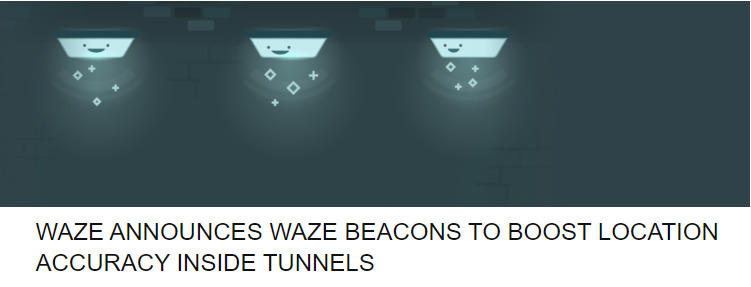 WAZE ANNOUNCES WAZE BEACONS TO BOOST LOCATION
ACCURACY INSIDE TUNNELS